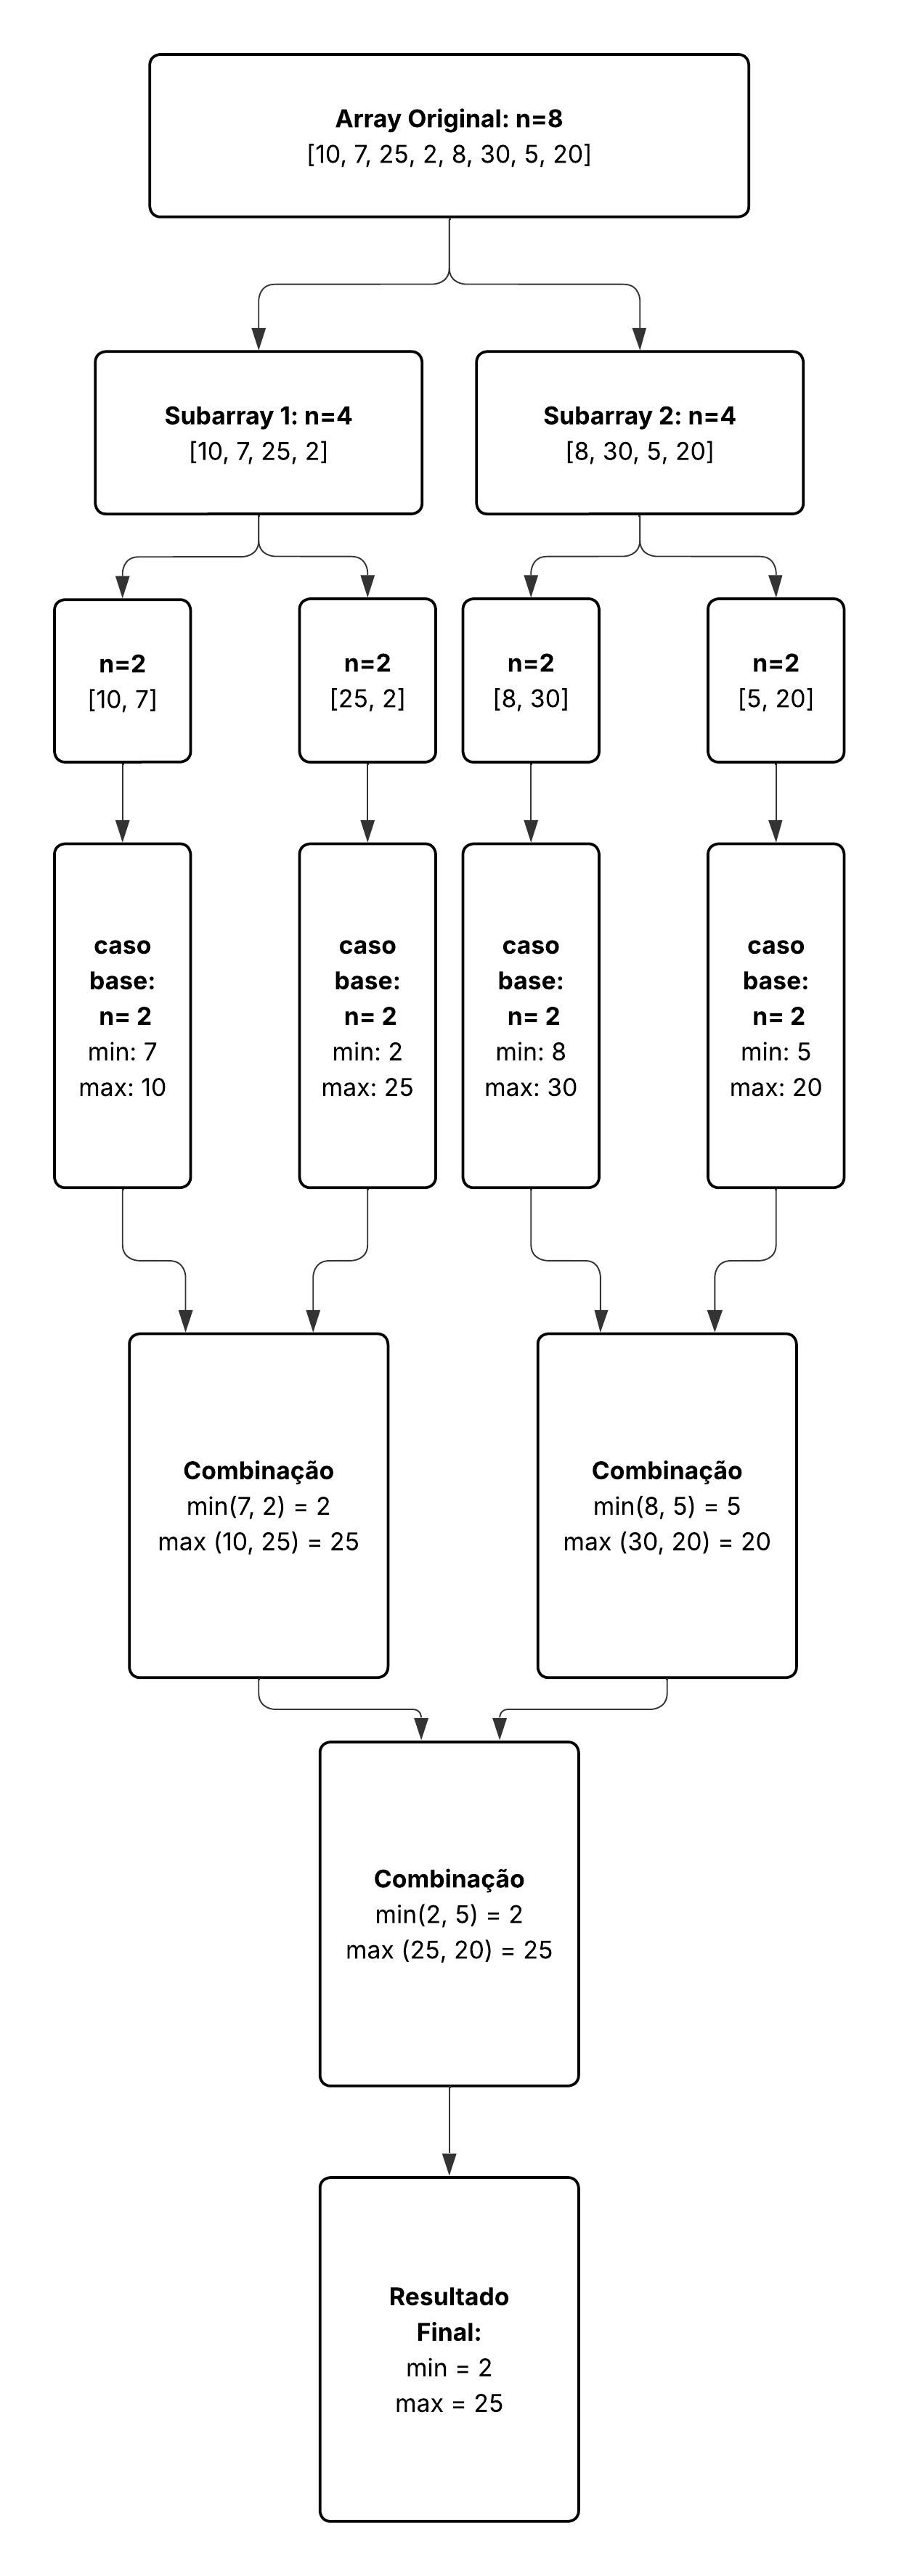 Array Original: n=8
[10, 7, 25, 2, 8, 30, 5, 20]
Subarray 1: n=4
[10, 7, 25, 2]
Subarray 2: n=4
[8, 30, 5, 20]
n=2
[10, 7]
n=2
[25, 2]
n=2
[8, 30]
n=2
[5, 20]
caso
base:
n= 2
min: 7
max: 10
caso
base:
n= 2
min: 2
max: 25
caso
base:
n= 2
min: 8
max: 30
caso
base:
n= 2
min: 5
max: 20
Combinação
min(7, 2) = 2
max (10, 25) = 25
Combinação
min(8, 5) = 5
max (30, 20) = 20
Combinação
min(2, 5) = 2
max (25, 20) = 25
Resultado
Final:
min = 2
max = 25